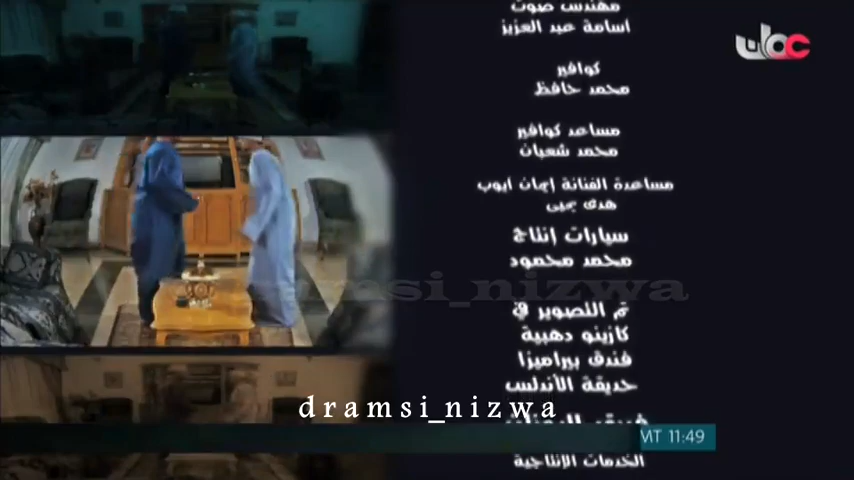 مهندس صوت
اسامة عبد العزيز
كوافير
محمد حافظ
مساعد كوافير
محمد شعبان
مساعدة الفنانة إيمان ايوب
هدى يحيى
سيارات إنتاج
محمد محمود
تم التصوير في
كازينو دهبية
فندق بيراميزا
حديقة الأندلس
الخدمات الإنتاجية
dramsi_nizwa
dramsi_nizwa
MT 11:49